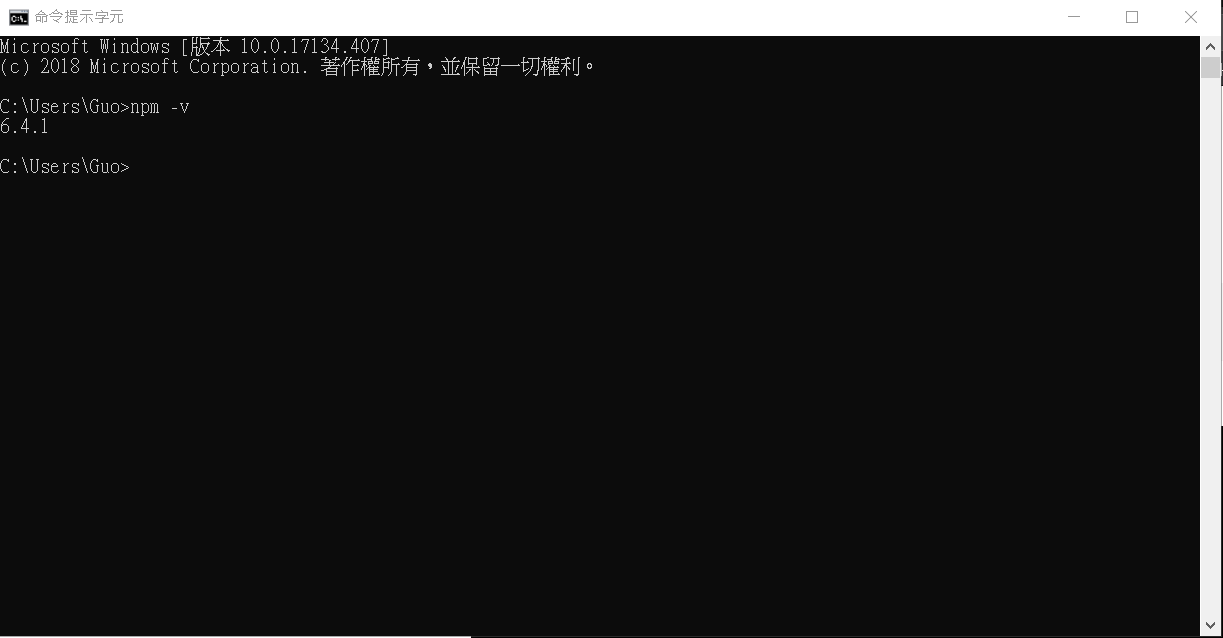 命令提示字元
Microsoft Windows [版本 10.0.17134.407]
(c) 2018 Microsoft Corporation. 著作權所有，並保留一切權利。
C:\Users\Guo>npm -v
6.4.1
C:\Users\Guo>